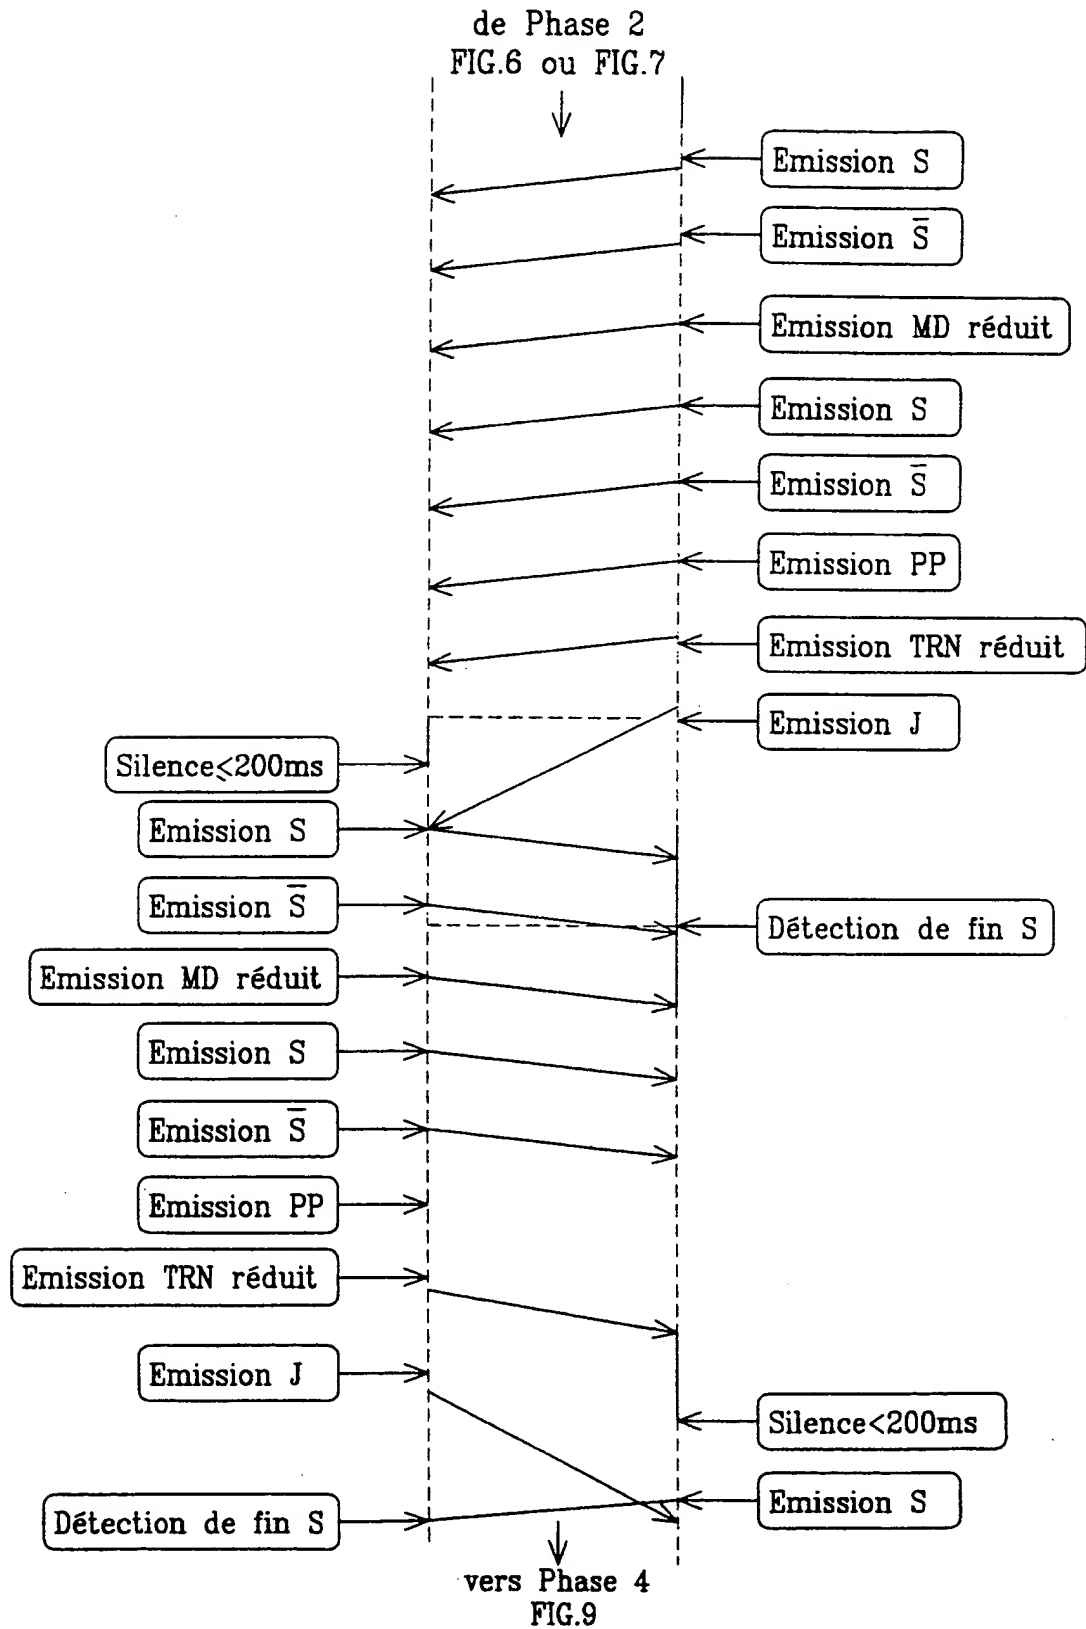 de Phase 2
FIG.6 ou FIG.7
Emission S
Emission S̄
Emission MD réduit
Emission S
Emission S̄
Emission PP
Emission TRN réduit
Emission J
Silence≤200ms
Emission S
Emission S̄
Détection de fin S
Emission MD réduit
Emission S
Emission S̄
Emission PP
Emission TRN réduit
Emission J
Silence<200ms
Emission S
Détection de fin S
vers Phase 4
FIG.9